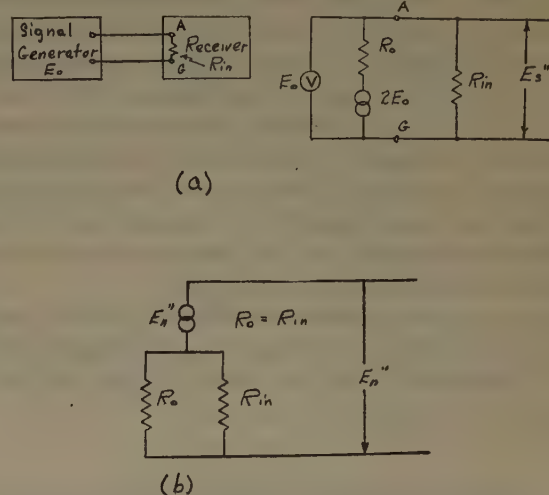 Signal
Generator
E₀
A
Receiver
G
Rin
(a)
A
R₀
E₀
V
2E₀
Rin
Es"
G
En"
R₀ = Rin
En"
R₀
Rin
(b)